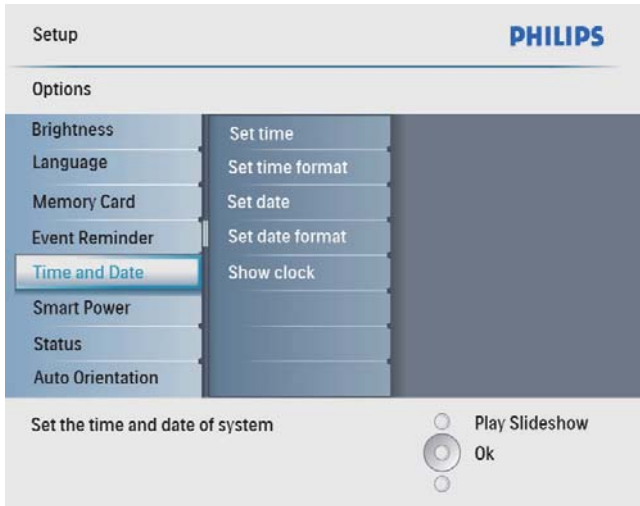 Setup
PHILIPS
Options
Brightness
Language
Memory Card
Event Reminder
Time and Date
Smart Power
Status
Auto Orientation
Set time
Set time format
Set date
Set date format
Show clock
Set the time and date of system
Play Slideshow
Ok